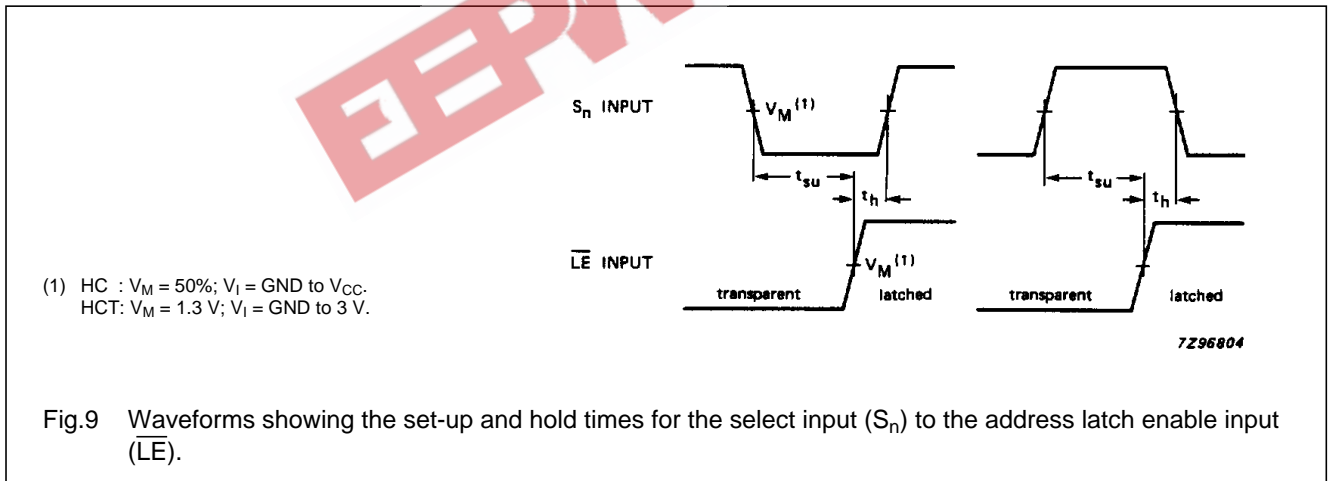 EEPW
Sn INPUT
VM(1)
tsu
th
tsu
th
LE INPUT
VM(1)
transparent
latched
transparent
latched
(1) HC : VM = 50%; VI = GND to VCC.
HCT: VM = 1.3 V; VI = GND to 3 V.
7Z96804
Fig.9 Waveforms showing the set-up and hold times for the select input (Sn) to the address latch enable input
(LE).